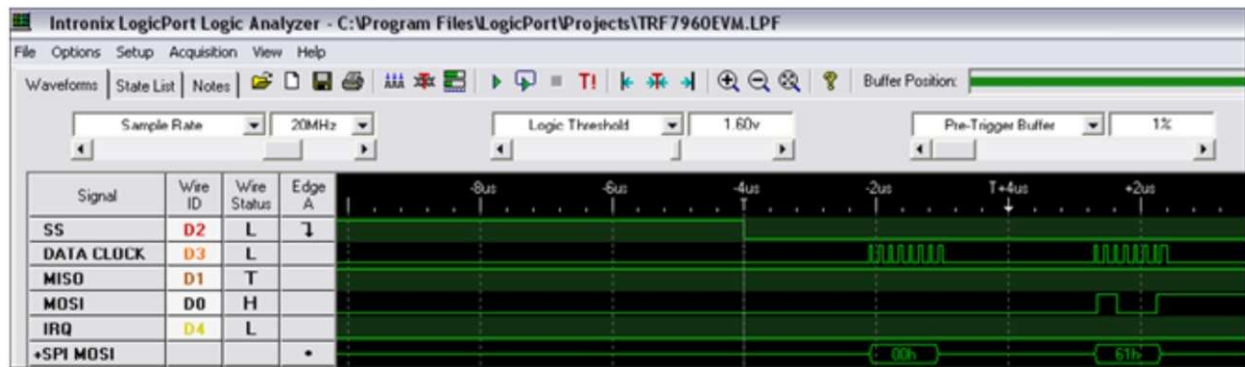 Intronix LogicPort Logic Analyzer - C:\Program Files\LogicPort\Projects\TRF7960EVM.LPF
File Options Setup Acquisition View Help
Waveforms State List Notes T! Buffer Position:
Sample Rate 20MHz Logic Threshold 1.60v Pre-Trigger Buffer 1%
Signal Wire ID Wire Status Edge A -8us -6us -4us -2us T+4us +2us
SS D2 L
DATA CLOCK D3 L
MISO D1 T
MOSI D0 H
IRQ D4 L
+SPI MOSI 00h 61h